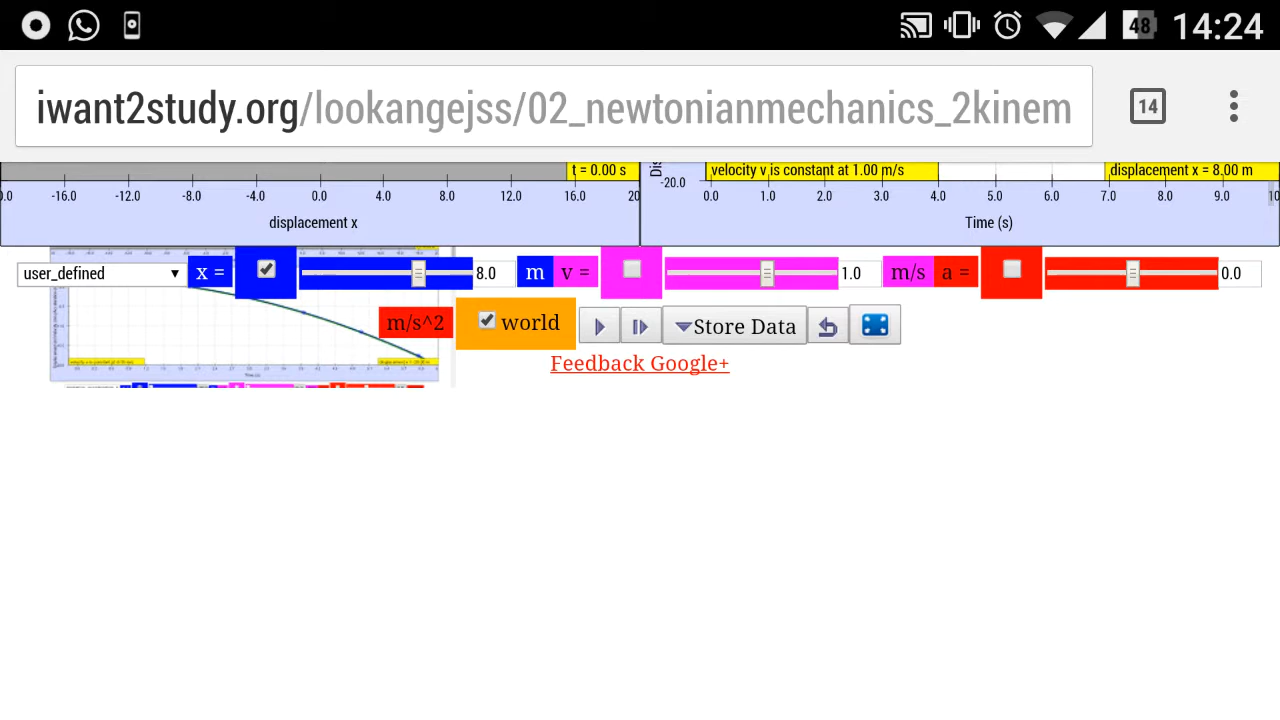 48 14:24
iwant2study.org/lookangejss/02_newtonianmechanics_2kinem 14
t = 0.00 s velocity v is constant at 1.00 m/s displacement x = 8.00 m
-20.0
-16.0 -12.0 -8.0 -4.0 0.0 4.0 8.0 12.0 16.0 20 0.0 1.0 2.0 3.0 4.0 5.0 6.0 7.0 8.0 9.0 10
displacement x Time (s)
user_defined x = 8.0 m v = 1.0 m/s a = 0.0
m/s^2 world Store Data
Feedback Google+